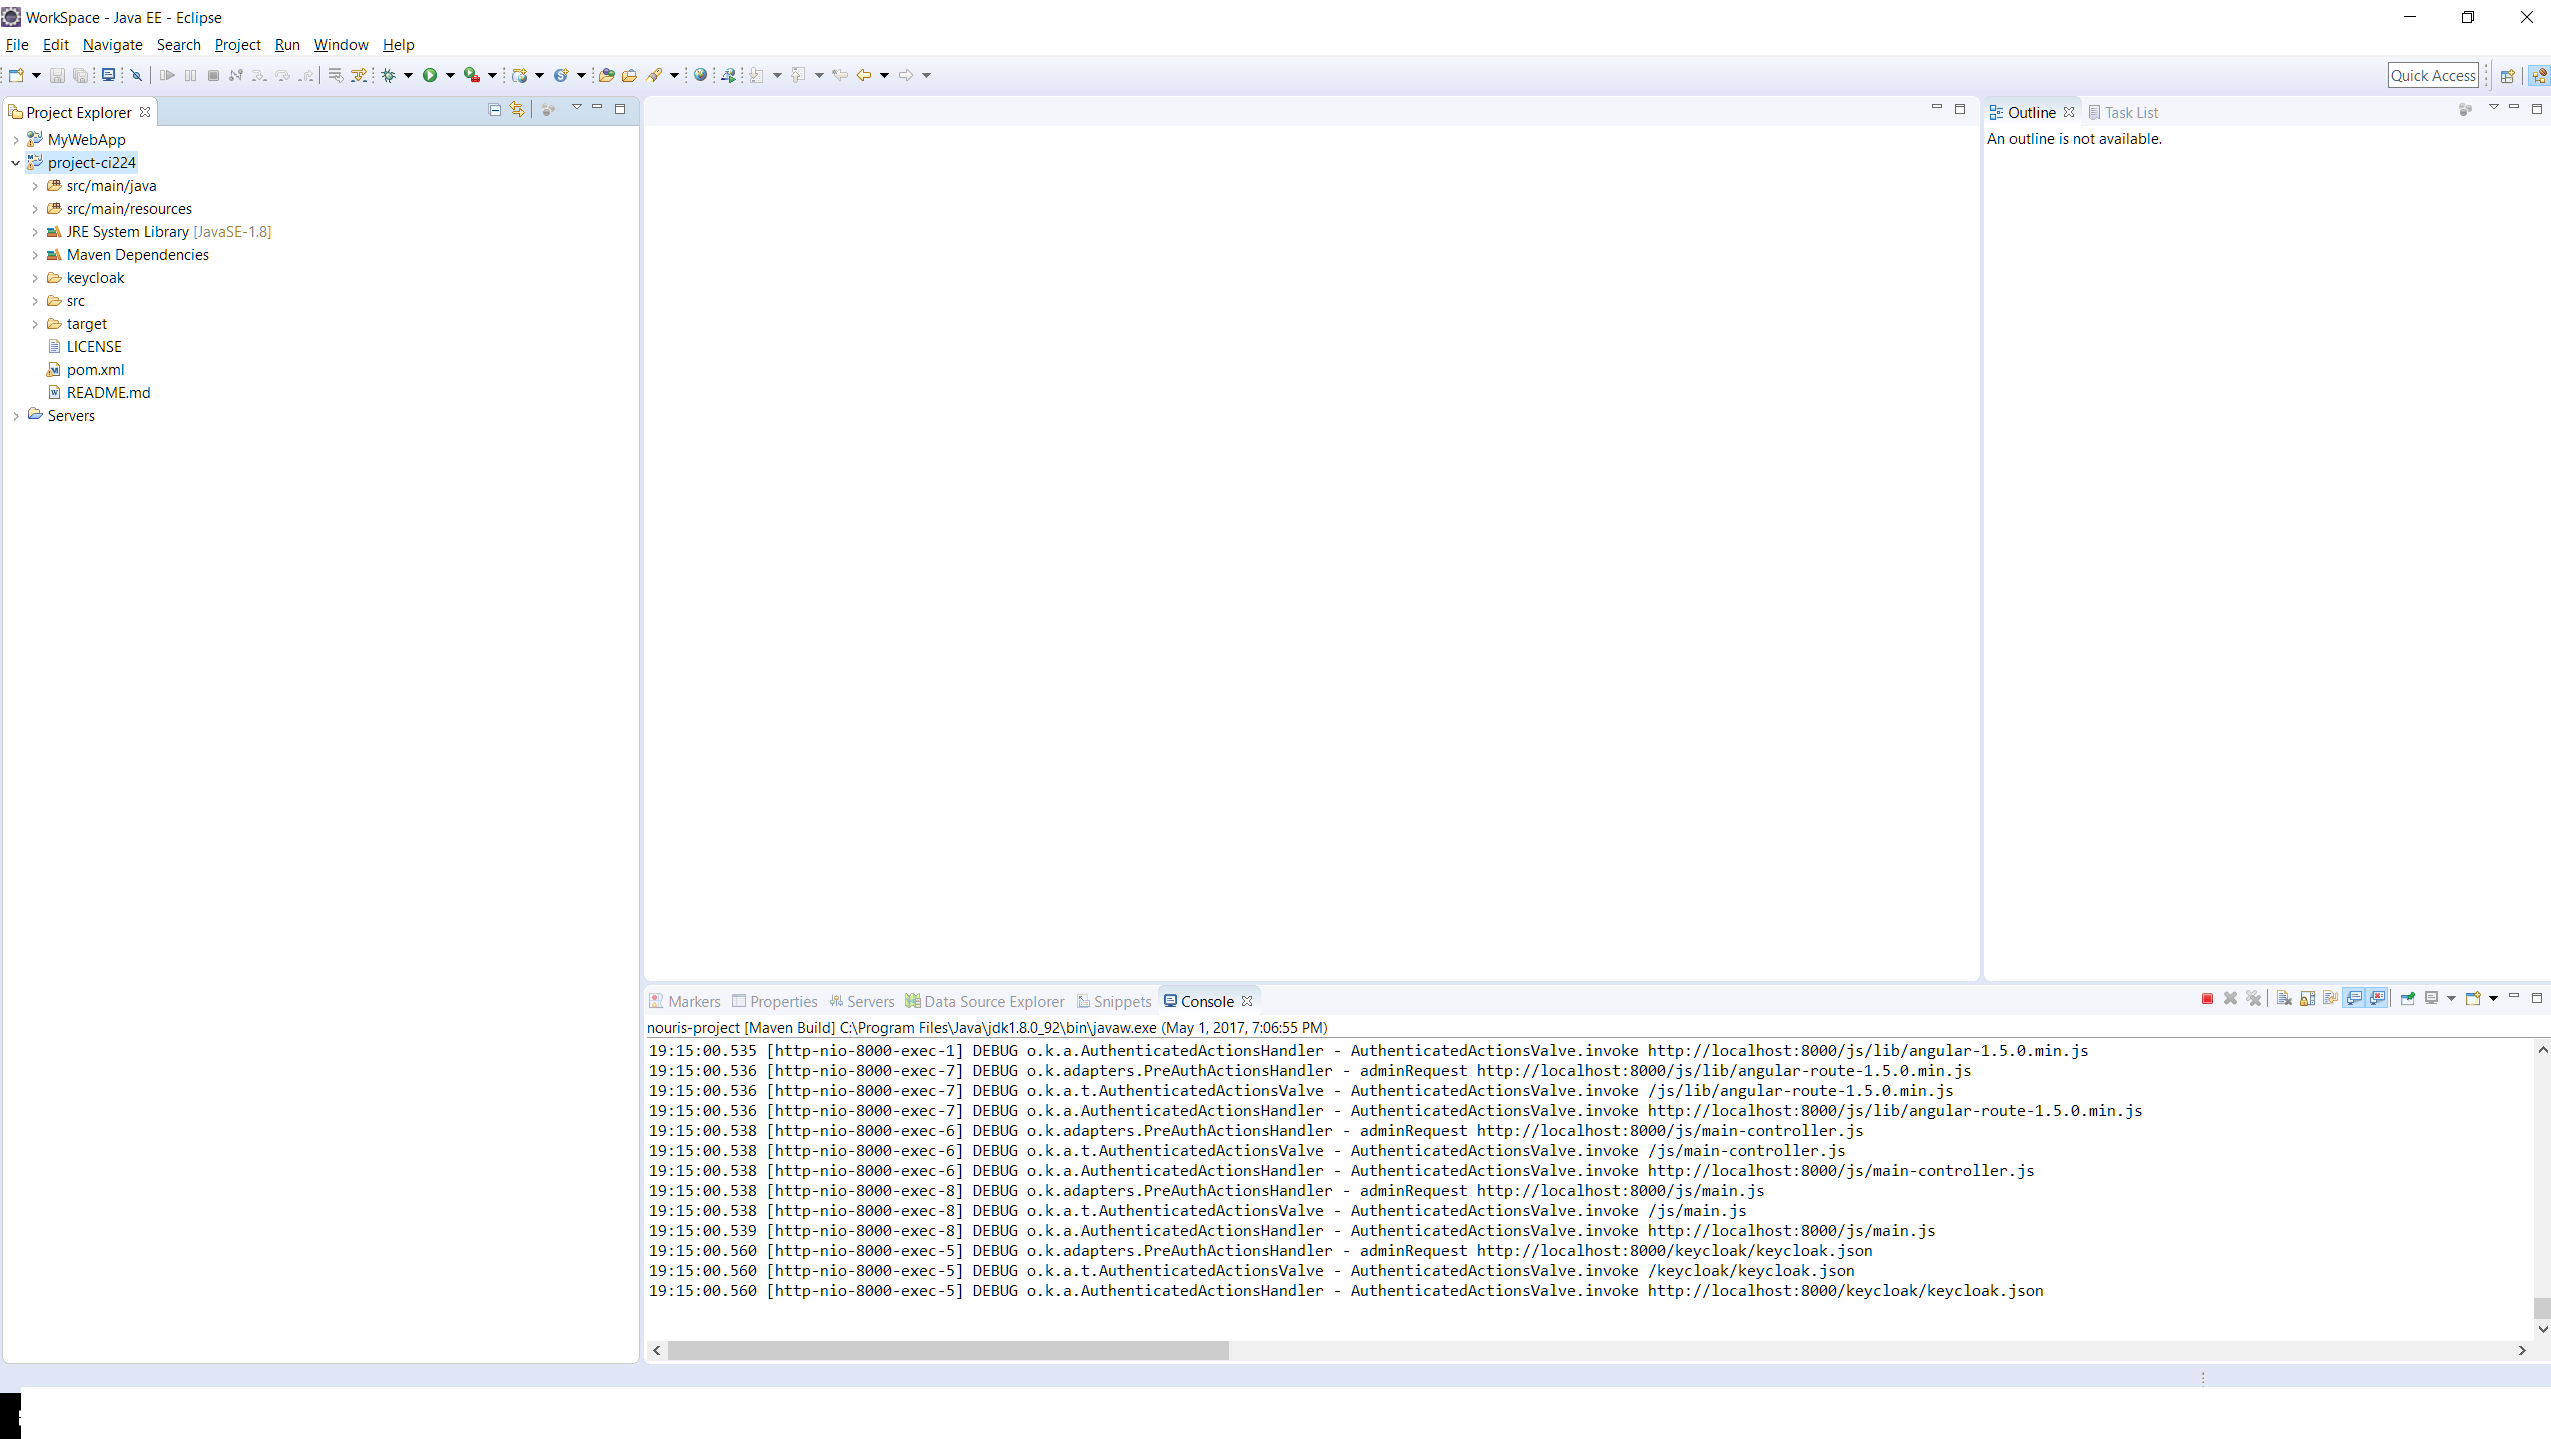 WorkSpace - Java EE - Eclipse
File Edit Navigate Search Project Run Window Help
Quick Access
Project Explorer
MyWebApp
project-ci224
src/main/java
src/main/resources
JRE System Library [JavaSE-1.8]
Maven Dependencies
keycloak
src
target
LICENSE
pom.xml
README.md
Servers
Outline Task List
An outline is not available.
Markers Properties Servers Data Source Explorer Snippets Console
nouris-project [Maven Build] C:\Program Files\Java\jdk1.8.0_92\bin\javaw.exe (May 1, 2017, 7:06:55 PM)
19:15:00.535 [http-nio-8000-exec-1] DEBUG o.k.a.AuthenticatedActionsHandler - AuthenticatedActionsValve.invoke http://localhost:8000/js/lib/angular-1.5.0.min.js
19:15:00.536 [http-nio-8000-exec-7] DEBUG o.k.adapters.PreAuthActionsHandler - adminRequest http://localhost:8000/js/lib/angular-route-1.5.0.min.js
19:15:00.536 [http-nio-8000-exec-7] DEBUG o.k.a.t.AuthenticatedActionsValve - AuthenticatedActionsValve.invoke /js/lib/angular-route-1.5.0.min.js
19:15:00.536 [http-nio-8000-exec-7] DEBUG o.k.a.AuthenticatedActionsHandler - AuthenticatedActionsValve.invoke http://localhost:8000/js/lib/angular-route-1.5.0.min.js
19:15:00.538 [http-nio-8000-exec-6] DEBUG o.k.adapters.PreAuthActionsHandler - adminRequest http://localhost:8000/js/main-controller.js
19:15:00.538 [http-nio-8000-exec-6] DEBUG o.k.a.t.AuthenticatedActionsValve - AuthenticatedActionsValve.invoke /js/main-controller.js
19:15:00.538 [http-nio-8000-exec-6] DEBUG o.k.a.AuthenticatedActionsHandler - AuthenticatedActionsValve.invoke http://localhost:8000/js/main-controller.js
19:15:00.538 [http-nio-8000-exec-8] DEBUG o.k.adapters.PreAuthActionsHandler - adminRequest http://localhost:8000/js/main.js
19:15:00.538 [http-nio-8000-exec-8] DEBUG o.k.a.t.AuthenticatedActionsValve - AuthenticatedActionsValve.invoke /js/main.js
19:15:00.539 [http-nio-8000-exec-8] DEBUG o.k.a.AuthenticatedActionsHandler - AuthenticatedActionsValve.invoke http://localhost:8000/js/main.js
19:15:00.560 [http-nio-8000-exec-5] DEBUG o.k.adapters.PreAuthActionsHandler - adminRequest http://localhost:8000/keycloak/keycloak.json
19:15:00.560 [http-nio-8000-exec-5] DEBUG o.k.a.t.AuthenticatedActionsValve - AuthenticatedActionsValve.invoke /keycloak/keycloak.json
19:15:00.560 [http-nio-8000-exec-5] DEBUG o.k.a.AuthenticatedActionsHandler - AuthenticatedActionsValve.invoke http://localhost:8000/keycloak/keycloak.json